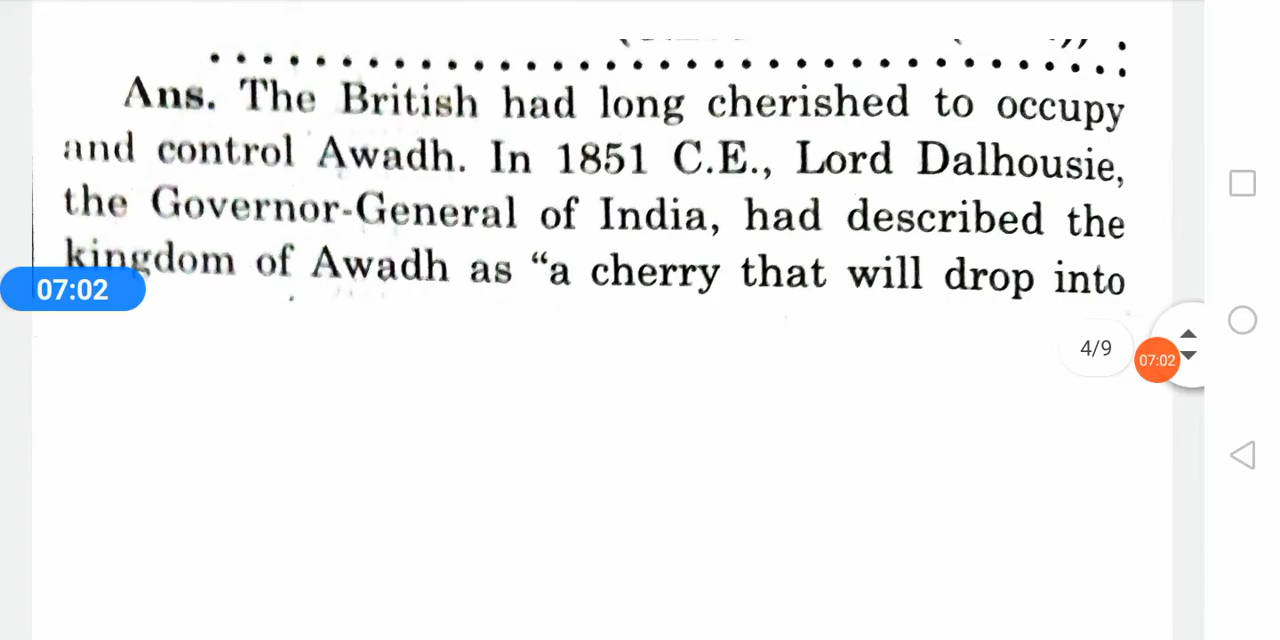 Ans. The British had long cherished to occupy
and control Awadh. In 1851 C.E., Lord Dalhousie,
the Governor-General of India, had described the
kingdom of Awadh as “a cherry that will drop into
07:02
4/9
07:02